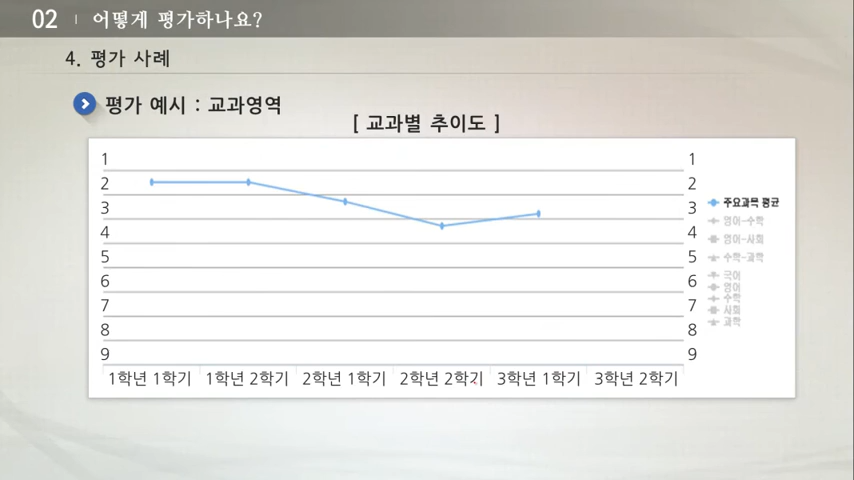 02 | 어떻게 평가하나요?
4. 평가 사례
평가 예시 : 교과영역
[ 교과별 추이도 ]
1 1
2 2
3 3
4 4
5 5
6 6
7 7
8 8
9 9
1학년 1학기 1학년 2학기 2학년 1학기 2학년 2학기 3학년 1학기 3학년 2학기
주요과목 평균
영어-수학
영어-사회
수학-과학
국어
영어
수학
사회
과학